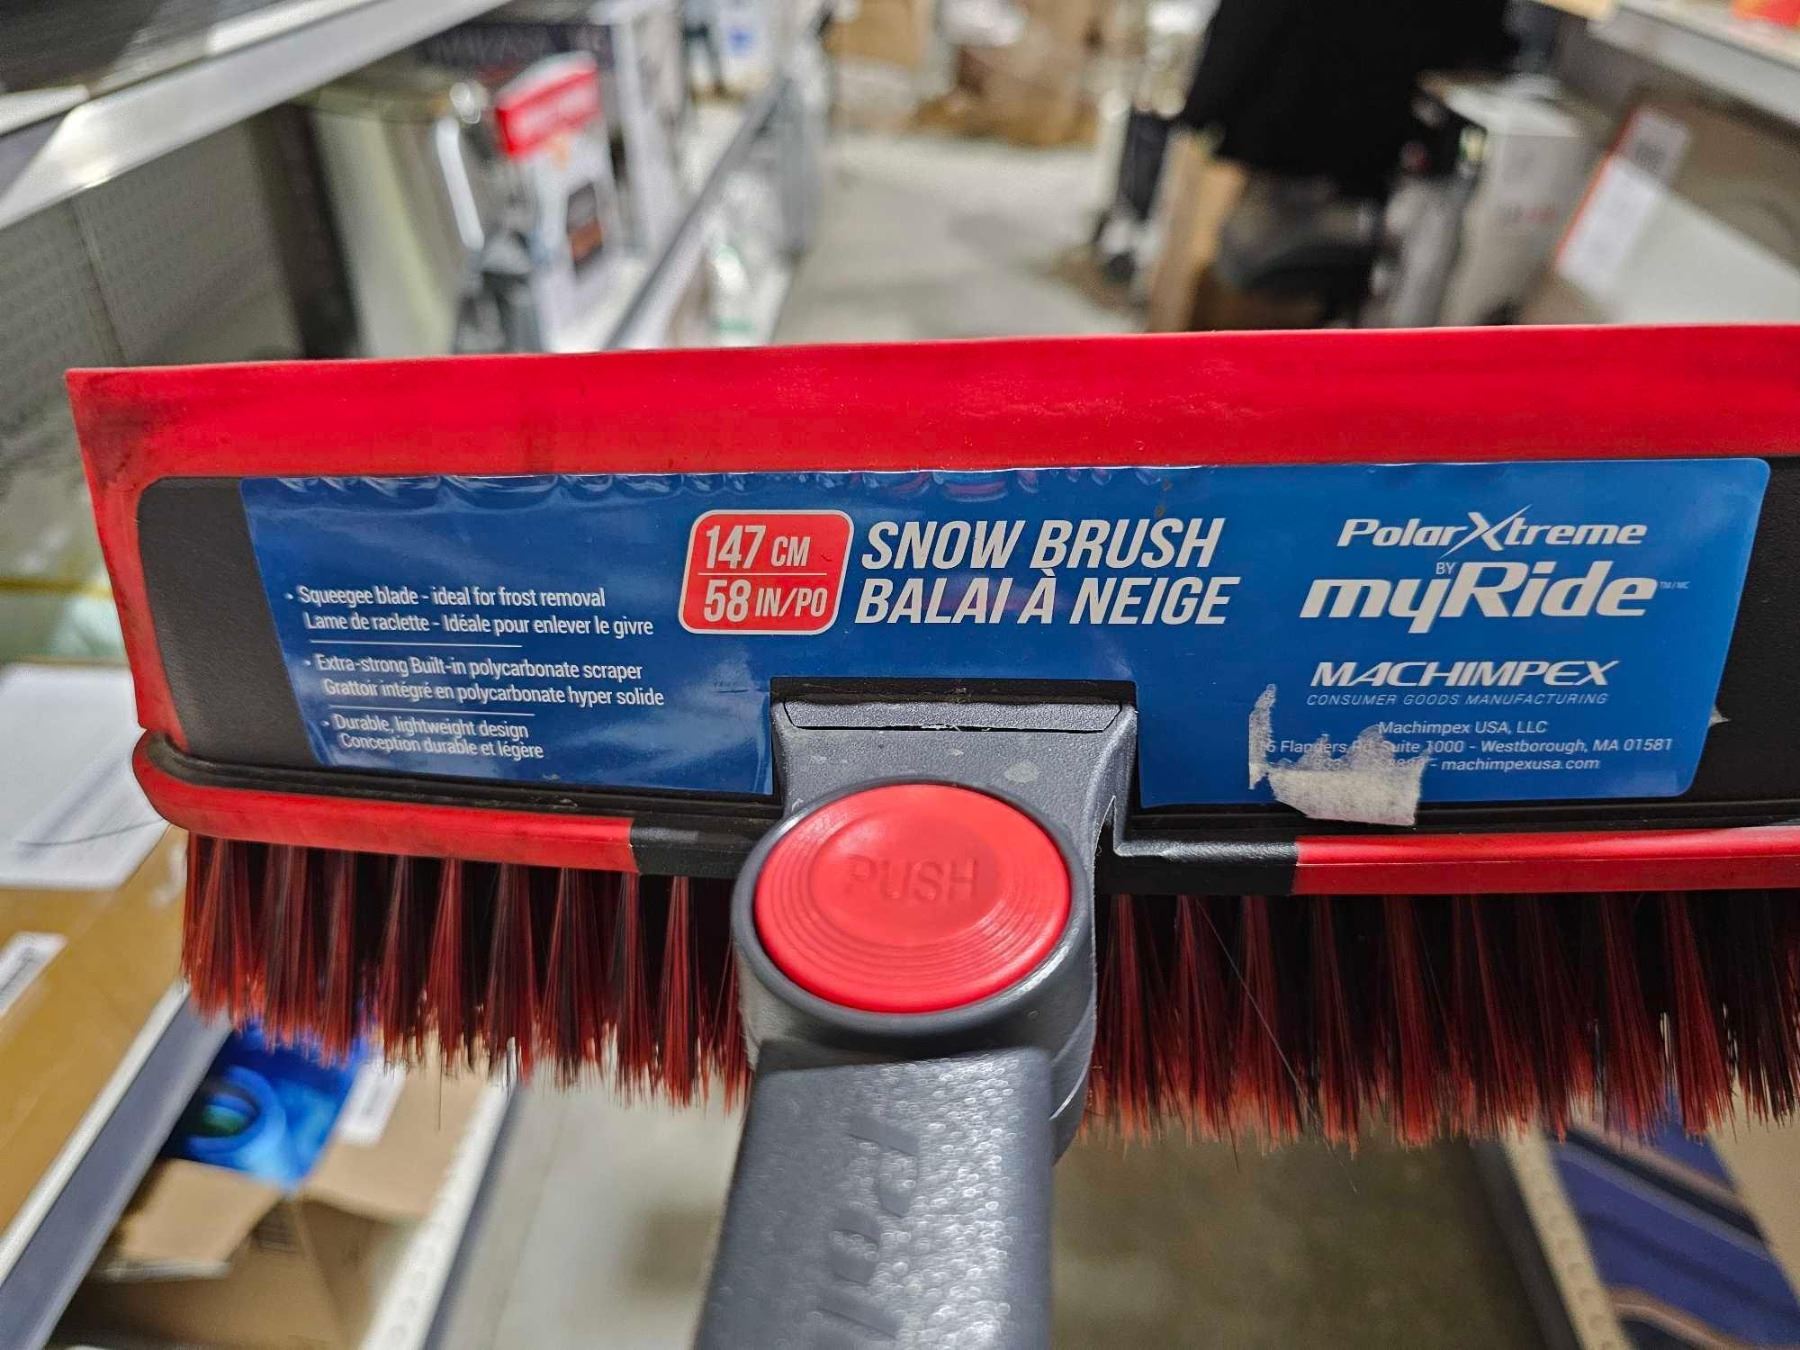 147 CM
58 IN/PO
SNOW BRUSH
BALAI À NEIGE
PolarXtreme
BY
myRide
TM/MC
MACHIMPEX
CONSUMER GOODS MANUFACTURING
Machimpex USA, LLC
Flanders Suite 1000 - Westborough, MA 01581
- machimpexusa.com
• Squeegee blade - ideal for frost removal
Lame de raclette - Idéale pour enlever le givre
• Extra-strong Built-in polycarbonate scraper
Grattoir intégré en polycarbonate hyper solide
• Durable, lightweight design
Conception durable et légère
PUSH